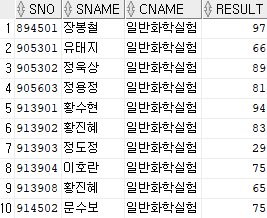 SNO SNAME CNAME RESULT
1 894501 장봉철 일반화학실험 97
2 905301 유태지 일반화학실험 66
3 905302 정욱상 일반화학실험 89
4 905603 정용정 일반화학실험 81
5 913901 황수현 일반화학실험 94
6 913902 황진혜 일반화학실험 83
7 913903 정도정 일반화학실험 29
8 913904 이호란 일반화학실험 75
9 913908 황진혜 일반화학실험 65
10 914502 문수보 일반화학실험 75